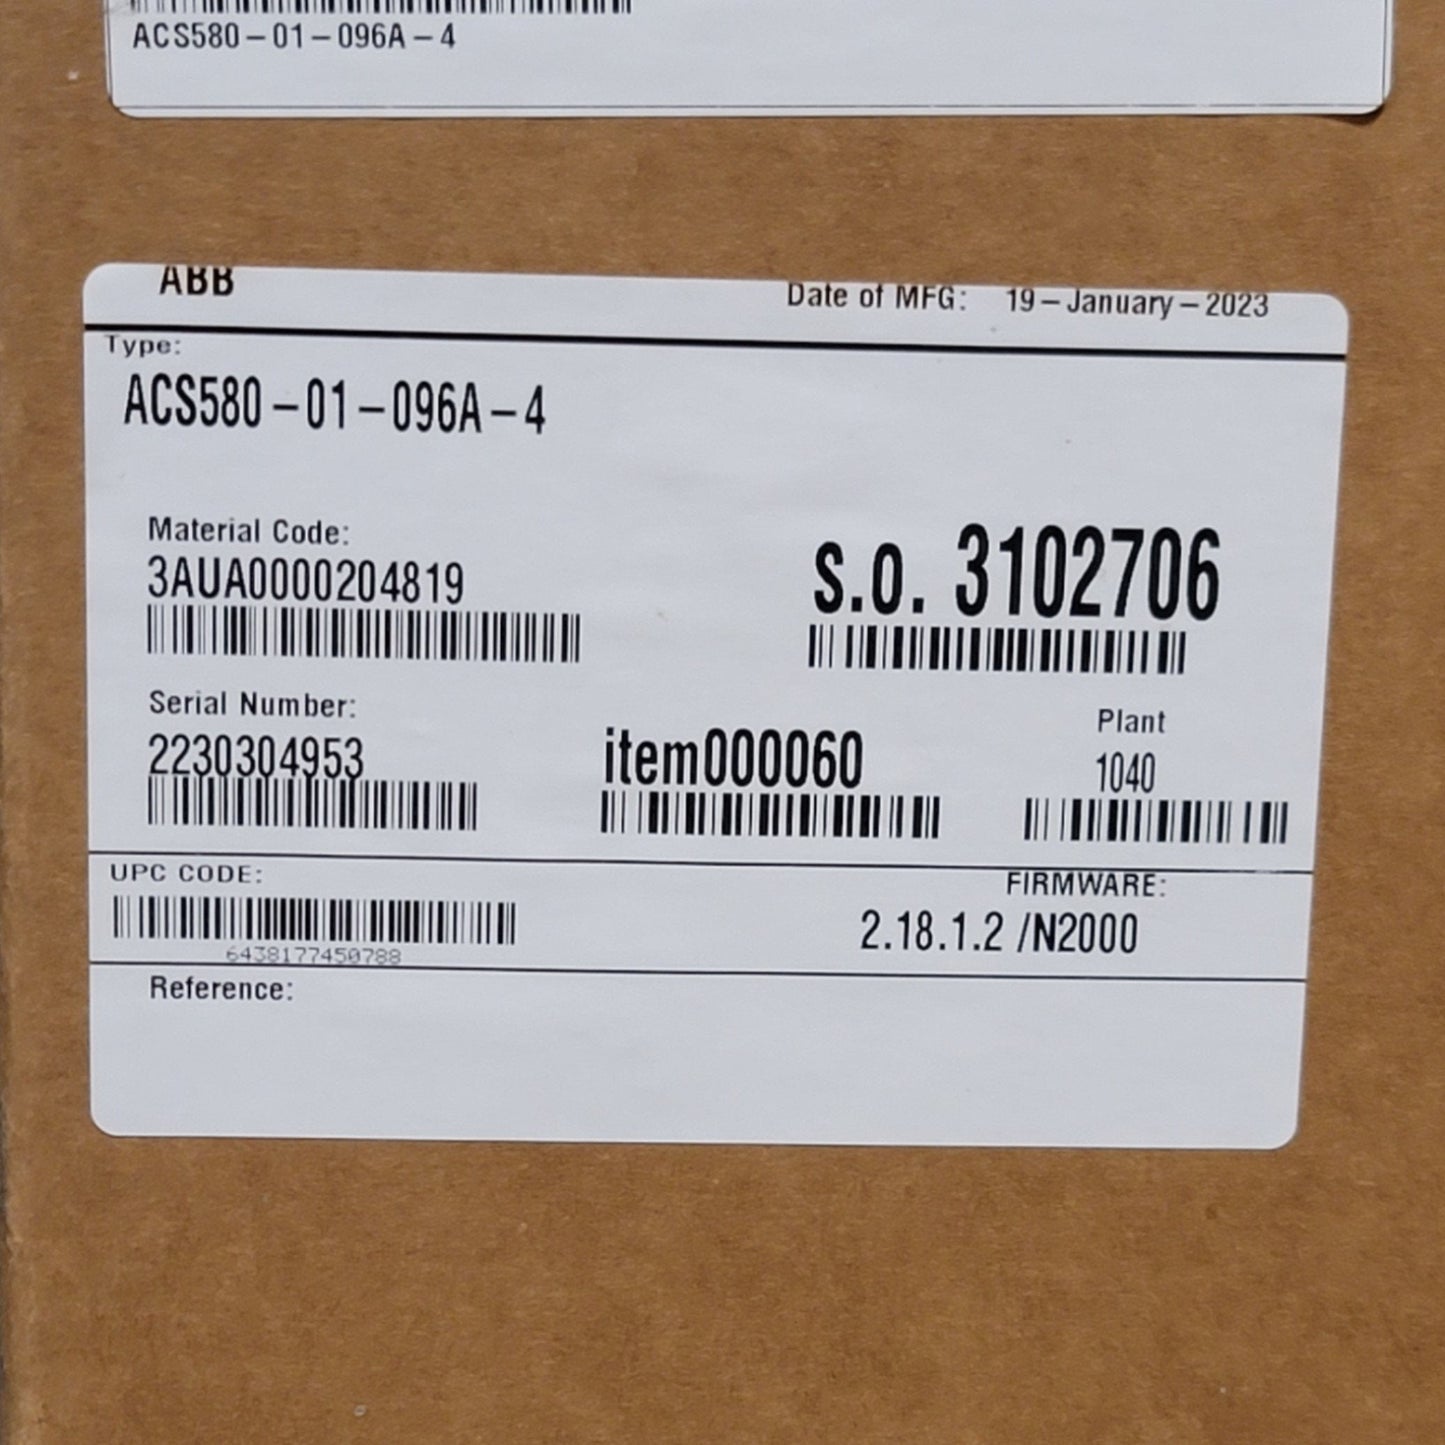 ACS580-01-096A-4
ABB
Date of MFG: 19-January-2023
Type:
ACS580-01-096A-4
Material Code:
3AUA0000204819
S.O. 3102706
Serial Number:
2230304953
item000060
Plant
1040
UPC CODE:
6438177450788
FIRMWARE:
2.18.1.2 /N2000
Reference: